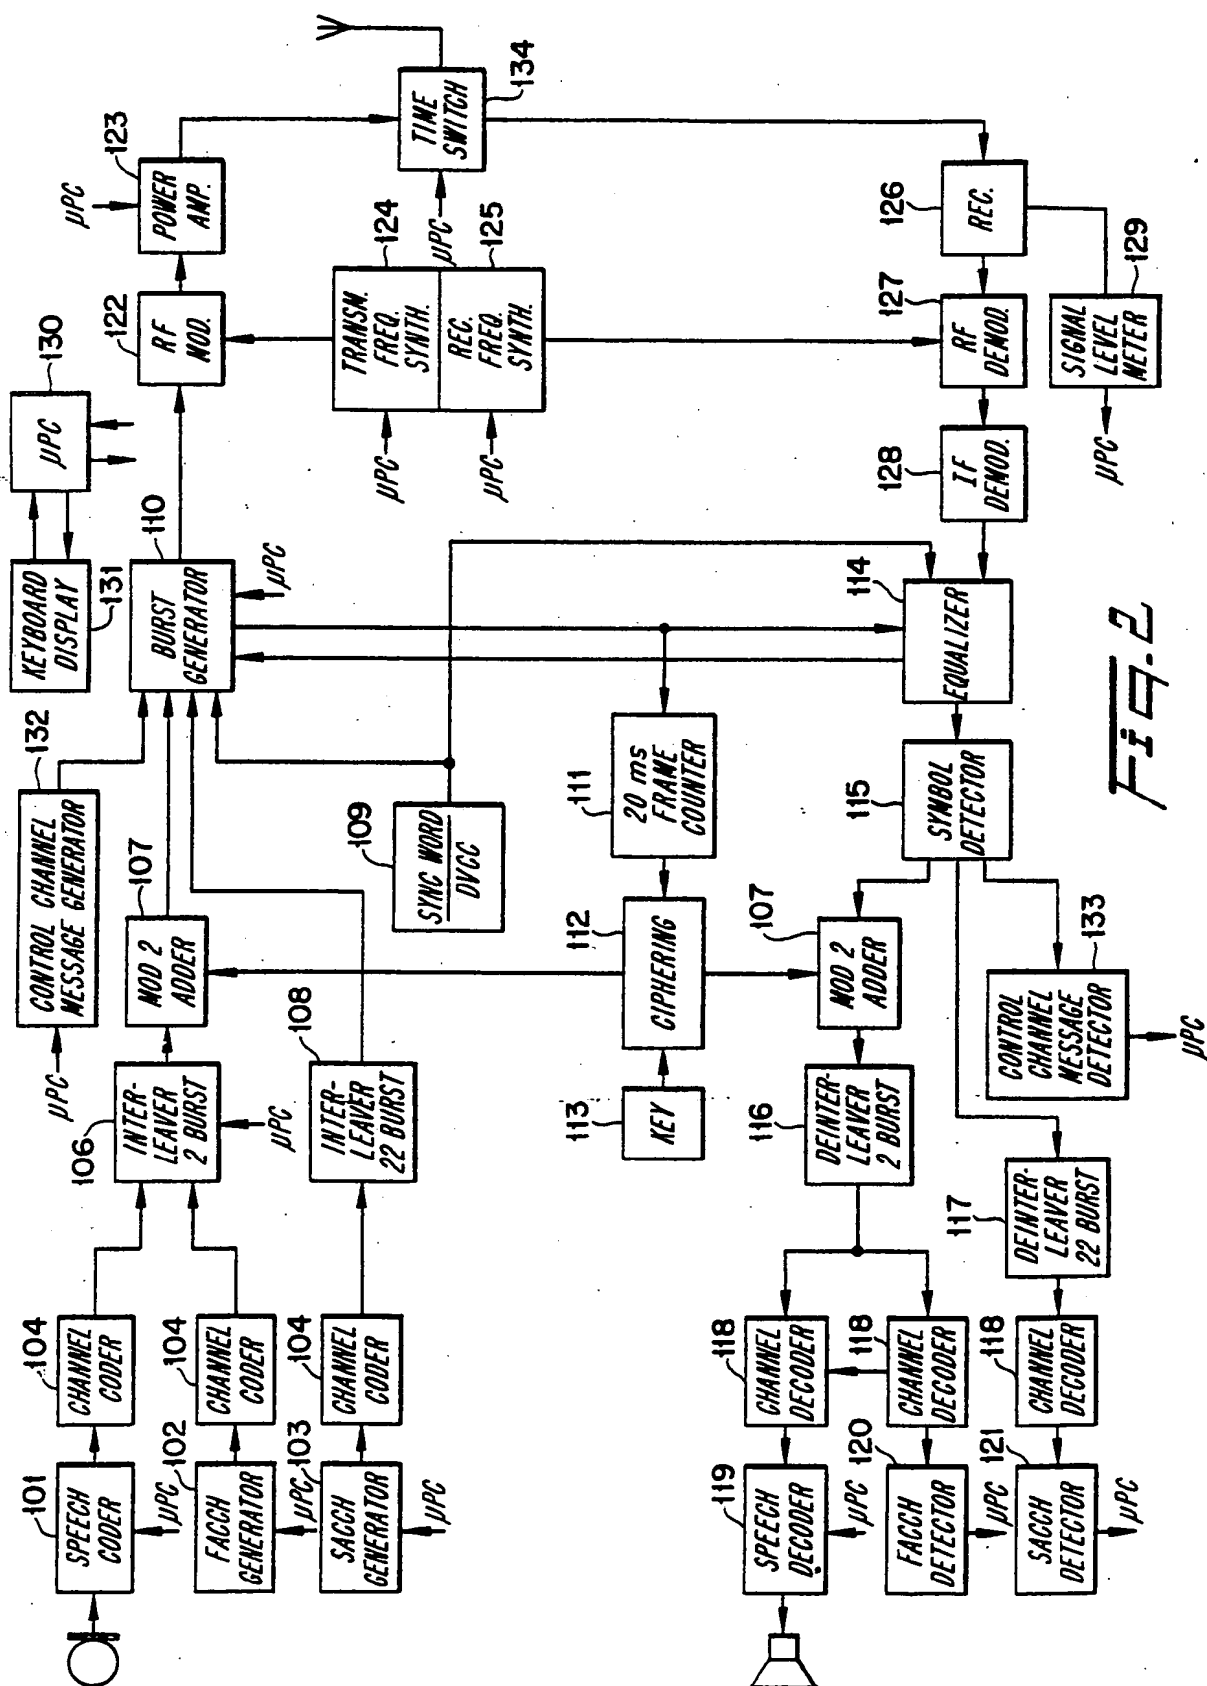 101
SPEECH
CODER
μPC
104
CHANNEL
CODER
102
FACCH
GENERATOR
μPC
104
CHANNEL
CODER
103
SACCH
GENERATOR
μPC
104
CHANNEL
CODER
106
INTER-
LEAVER
2 BURST
μPC
108
INTER-
LEAVER
22 BURST
μPC
132
CONTROL CHANNEL
MESSAGE GENERATOR
107
MOD 2
ADDER
109
SYNC WORD
DVCC
110
BURST
GENERATOR
μPC
KEYBOARD
DISPLAY
131
130
μPC
122
RF
MOD.
μPC
123
POWER
AMP.
TIME
SWITCH
134
μPC
124
TRANSM.
FREQ.
SYNTH.
μPC
125
REC.
FREQ.
SYNTH.
μPC
111
20 ms
FRAME
COUNTER
112
CIPHERING
113
KEY
126
REC.
127
RF
DEMOD.
129
SIGNAL
LEVEL
METER
μPC
128
IF
DEMOD.
114
EQUALIZER
115
SYMBOL
DETECTOR
107
MOD 2
ADDER
133
CONTROL
CHANNEL
MESSAGE
DETECTOR
μPC
116
DEINTER-
LEAVER
2 BURST
117
DEINTER-
LEAVER
22 BURST
118
CHANNEL
DECODER
118
CHANNEL
DECODER
118
CHANNEL
DECODER
119
SPEECH
DECODER
μPC
120
FACCH
DETECTOR
μPC
121
SACCH
DETECTOR
μPC
FIG. 2